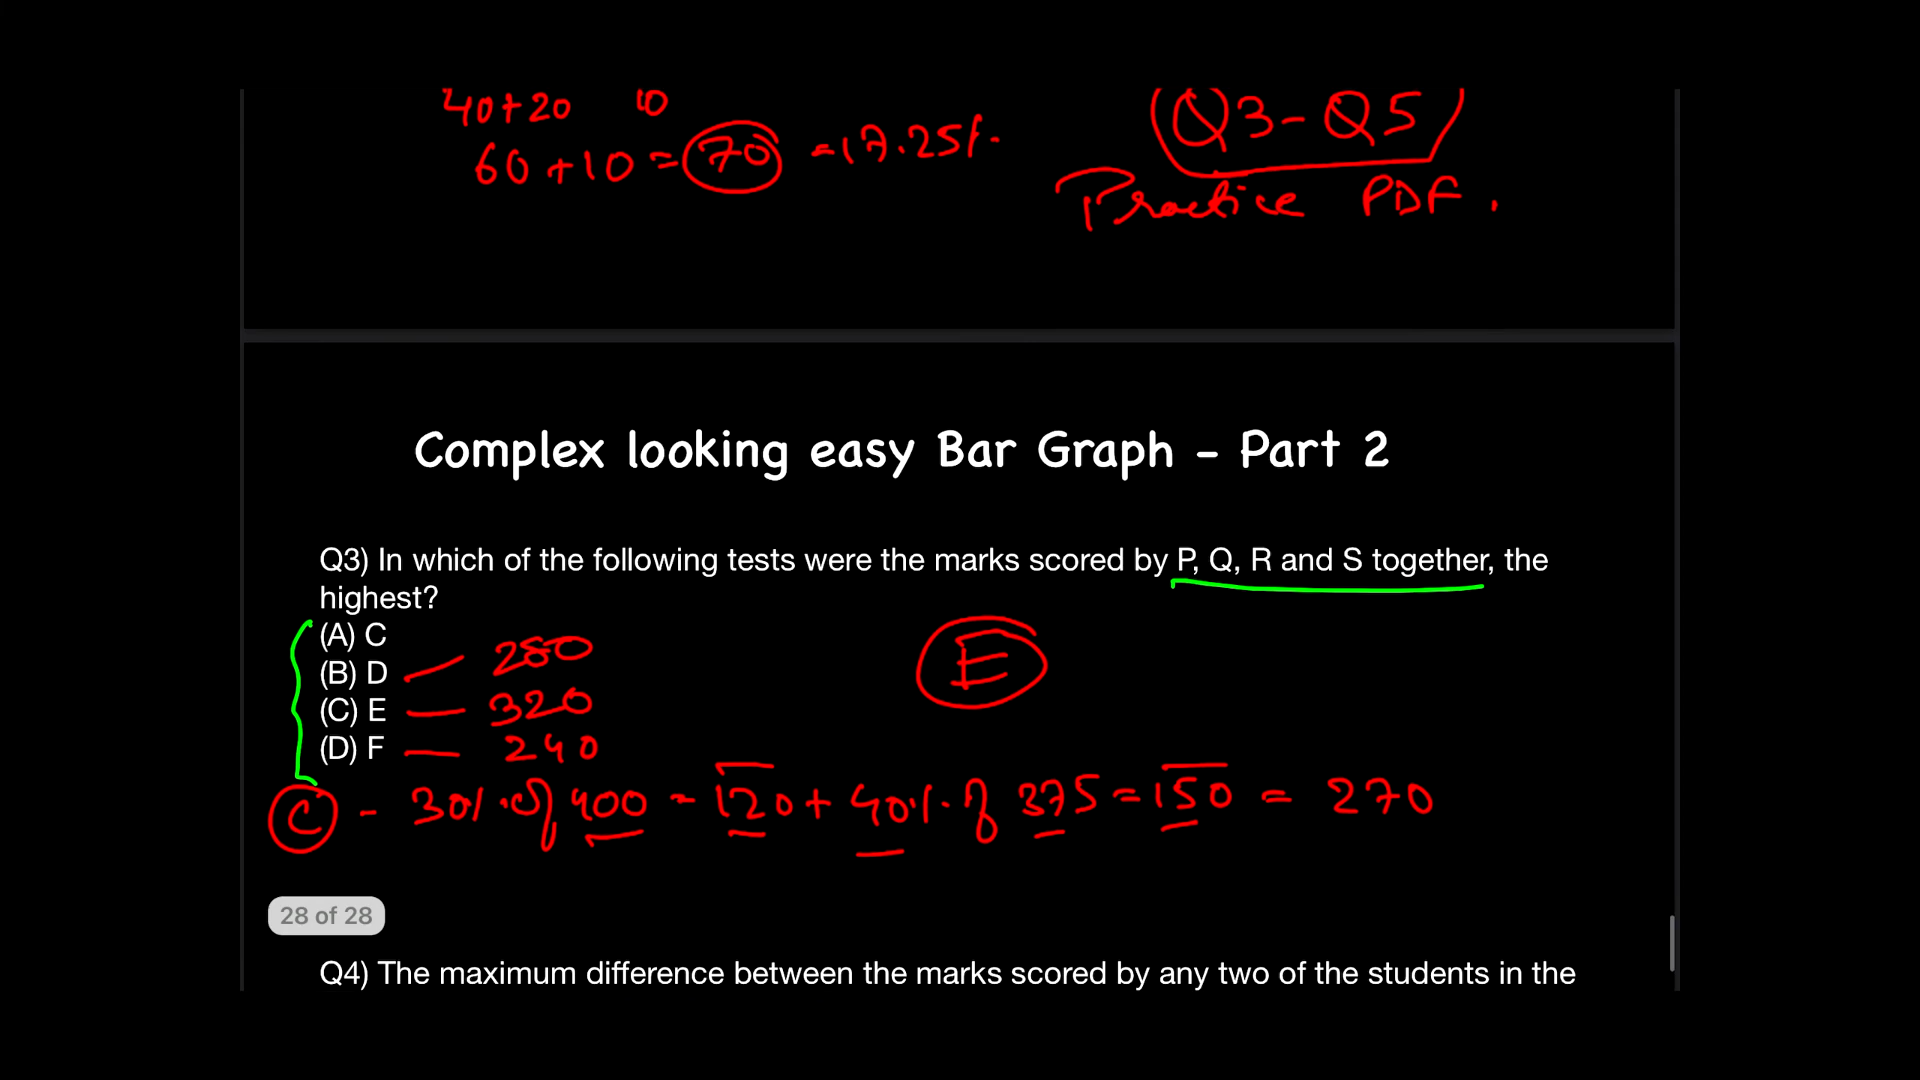 40+20 10
60+10=70 =17.25%
(Q3-Q5)
Practice PDF.
Complex looking easy Bar Graph - Part 2
Q3) In which of the following tests were the marks scored by P, Q, R and S together, the
highest?
(A) C
(B) D — 280
(C) E — 320
(D) F — 240
E
C - 30% of 400 = 120 + 40% of 375 = 150 = 270
28 of 28
Q4) The maximum difference between the marks scored by any two of the students in the